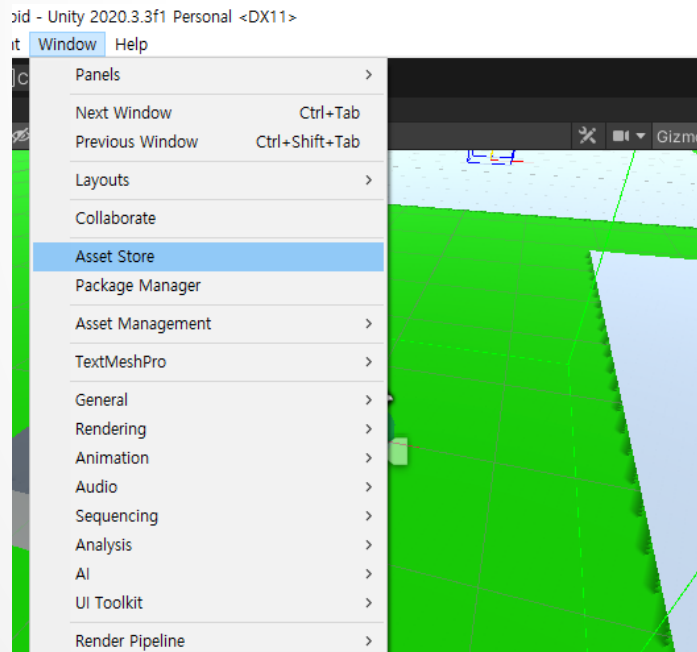 oid - Unity 2020.3.3f1 Personal <DX11>
Window Help
Panels
Next Window Ctrl+Tab
Previous Window Ctrl+Shift+Tab
Gizm
Layouts
Collaborate
Asset Store
Package Manager
Asset Management
TextMeshPro
General
Rendering
Animation
Audio
Sequencing
Analysis
AI
UI Toolkit
Render Pipeline